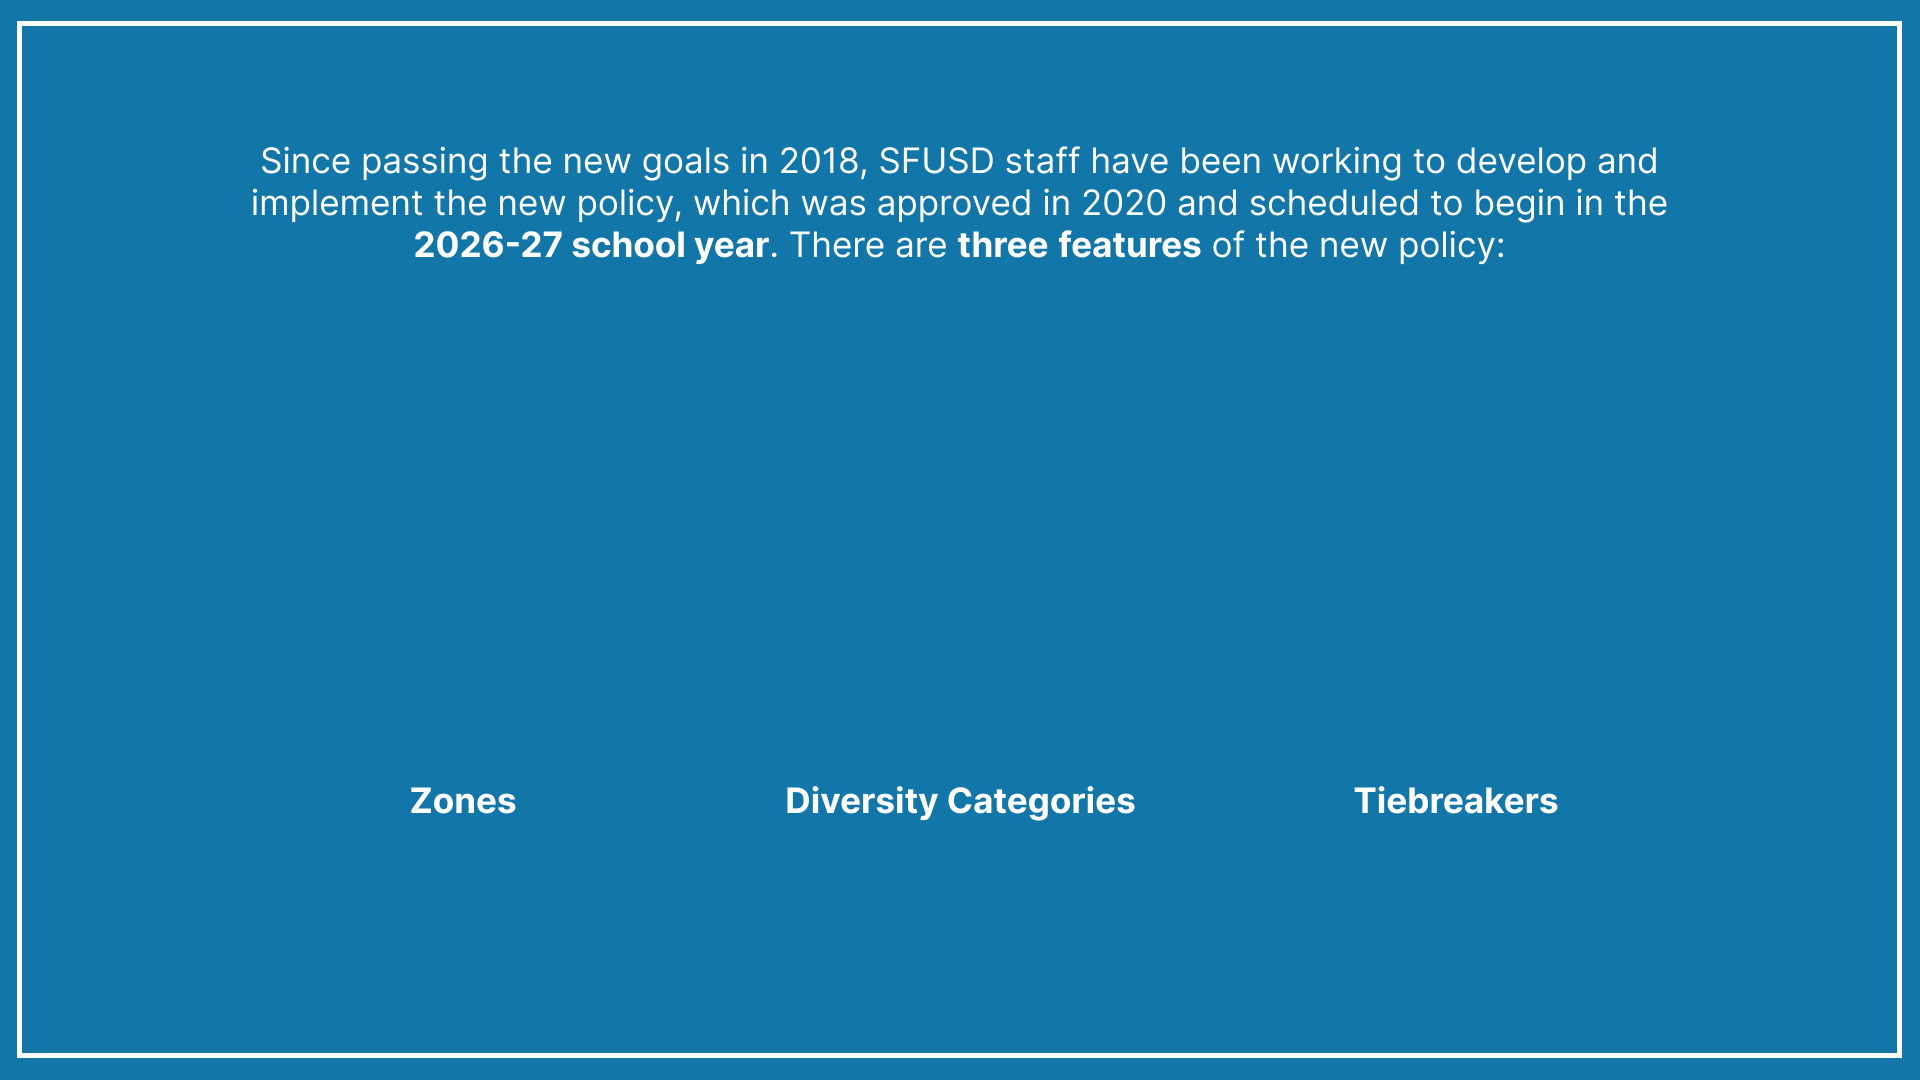 Since passing the new goals in 2018, SFUSD staff have been working to develop and
implement the new policy, which was approved in 2020 and scheduled to begin in the
2026-27 school year. There are three features of the new policy:
Zones
Diversity Categories
Tiebreakers